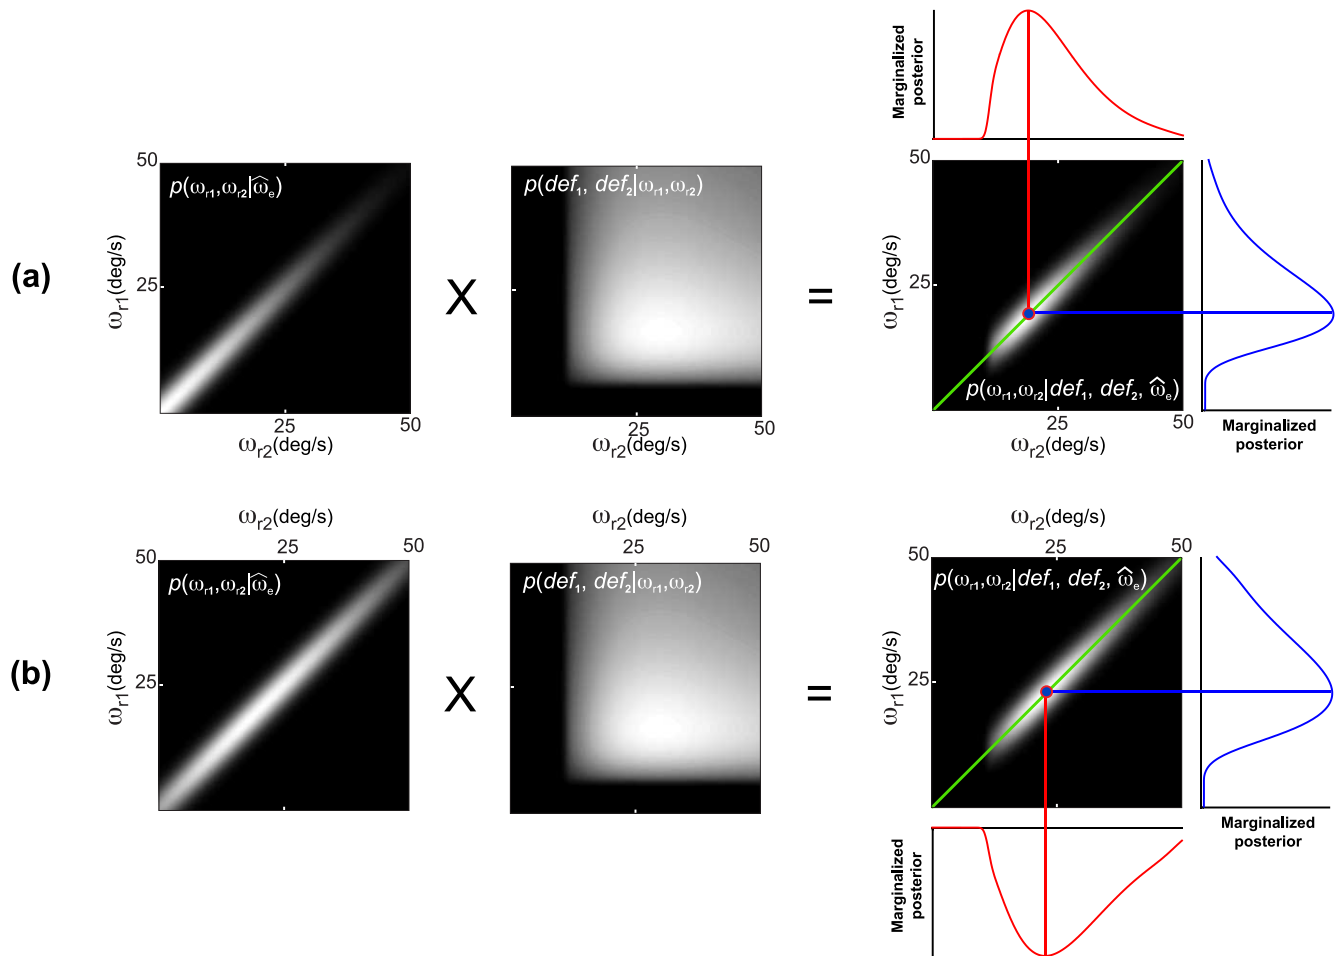 Marginalized
posterior
50
50
50
p(ω_r1,ω_r2|ω̂_e)
p(def_1, def_2|ω_r1,ω_r2)
(a)
ω_r1(deg/s)
25
X
=
ω_r1(deg/s)
25
p(ω_r1,ω_r2|def_1, def_2, ω̂_e)
25
50
25
50
25
50
Marginalized
posterior
ω_r2(deg/s)
ω_r2(deg/s)
ω_r2(deg/s)
ω_r2(deg/s)
ω_r2(deg/s)
ω_r2(deg/s)
50
25
50
25
50
50
25
50
p(ω_r1,ω_r2|ω̂_e)
p(def_1, def_2|ω_r1,ω_r2)
p(ω_r1,ω_r2|def_1, def_2, ω̂_e)
(b)
ω_r1(deg/s)
25
X
=
ω_r1(deg/s)
25
Marginalized
posterior
Marginalized
posterior